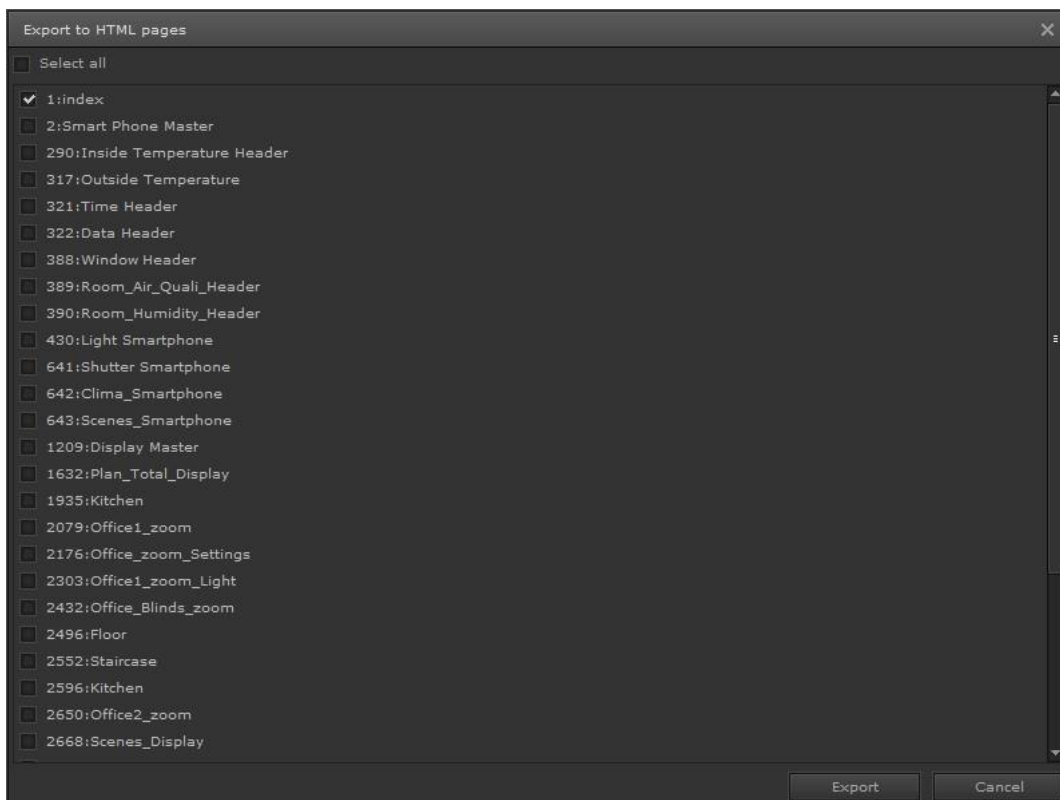 Export to HTML pages
Select all
1:index
2:Smart Phone Master
290:Inside Temperature Header
317:Outside Temperature
321:Time Header
322:Data Header
388:Window Header
389:Room_Air_Quali_Header
390:Room_Humidity_Header
430:Light Smartphone
641:Shutter Smartphone
642:Clima_Smartphone
643:Scenes_Smartphone
1209:Display Master
1632:Plan_Total_Display
1935:Kitchen
2079:Office1_zoom
2176:Office_zoom_Settings
2303:Office1_zoom_Light
2432:Office_Blinds_zoom
2496:Floor
2552:Staircase
2596:Kitchen
2650:Office2_zoom
2668:Scenes_Display
Export Cancel